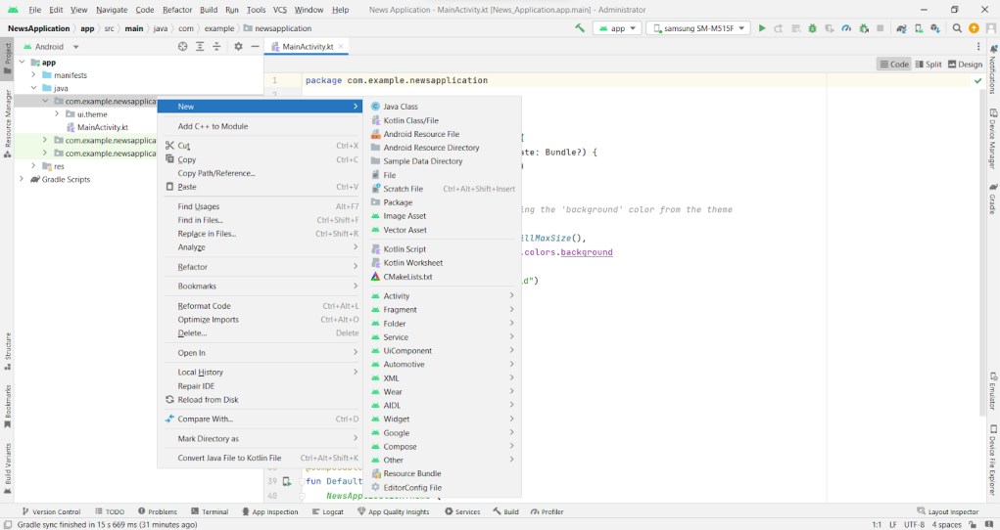 File Edit View Navigate Code Refactor Build Run Tools VCS Window Help News Application - MainActivity.kt [News_Application.app.main] - Administrator
NewsApplication app src main java com example newsapplication app samsung SM-M515F
Android
MainActivity.kt
Code Split Design
app
manifests
java
com.example.newsapplica
ui.theme
MainActivity.kt
com.example.newsapplica
com.example.newsapplica
res
Gradle Scripts
Project
Resource Manager
Structure
Bookmarks
Build Variants
New
Add C++ to Module
Cut Ctrl+X
Copy Ctrl+C
Copy Path/Reference...
Paste Ctrl+V
Find Usages Alt+F7
Find in Files... Ctrl+Shift+F
Replace in Files... Ctrl+Shift+R
Analyze
Refactor
Bookmarks
Reformat Code Ctrl+Alt+L
Optimize Imports Ctrl+Alt+O
Delete... Delete
Open In
Local History
Repair IDE
Reload from Disk
Compare With... Ctrl+D
Mark Directory as
Convert Java File to Kotlin File Ctrl+Alt+Shift+K
Java Class
Kotlin Class/File
Android Resource File
Android Resource Directory
Sample Data Directory
File
Scratch File Ctrl+Alt+Shift+Insert
Package
Image Asset
Vector Asset
Kotlin Script
Kotlin Worksheet
CMakeLists.txt
Activity
Fragment
Folder
Service
UiComponent
Automotive
XML
Wear
AIDL
Widget
Google
Compose
Other
Resource Bundle
EditorConfig File
1 package com.example.newsapplication
{
ate: Bundle?) {
)
ing the 'background' color from the theme
illMaxSize(),
.colors.background
.d")
39 fun Default
40
Notifications
Device Manager
Gradle
Emulator
Device File Explorer
Version Control TODO Problems Terminal App Inspection Logcat App Quality Insights Services Build Profiler Layout Inspector
Gradle sync finished in 15 s 669 ms (31 minutes ago) 1:1 LF UTF-8 4 spaces